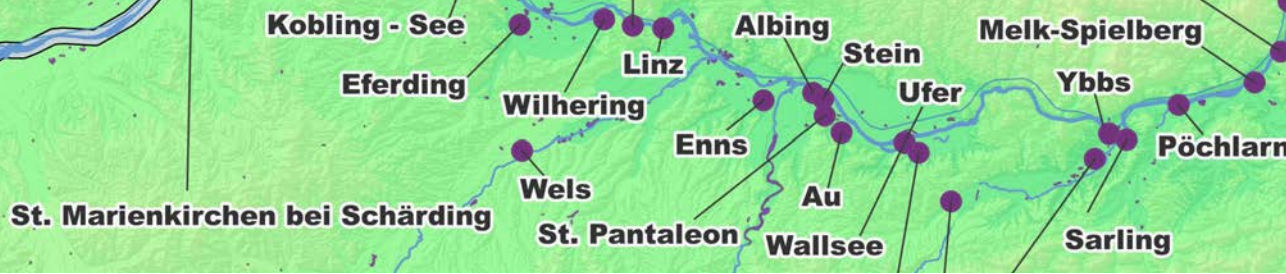 Kobling - See
Albing
Melk-Spielberg
Stein
Linz
Eferding
Ybbs
Ufer
Wilhering
Enns
Pöchlarn
Wels
Au
St. Marienkirchen bei Schärding
St. Pantaleon
Wallsee
Sarling